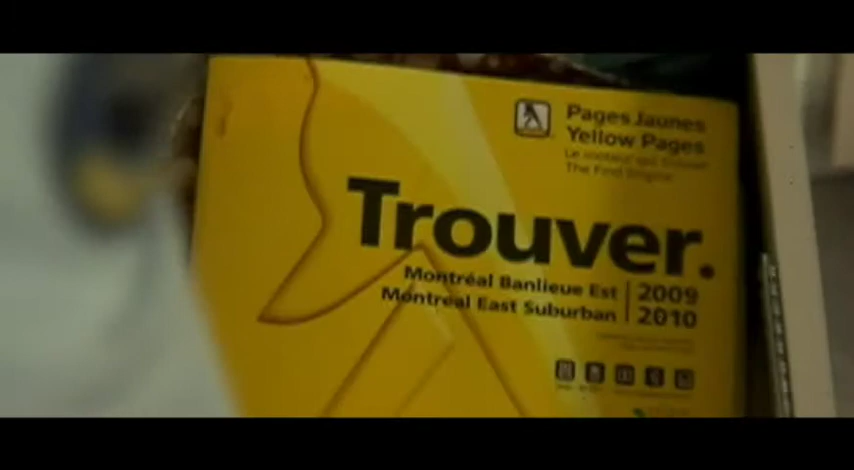 Pages Jaunes
Yellow Pages
Le moteur qui trouve
The Find Engine
Trouver.
Montréal Banlieue Est | 2009
Montréal East Suburban | 2010